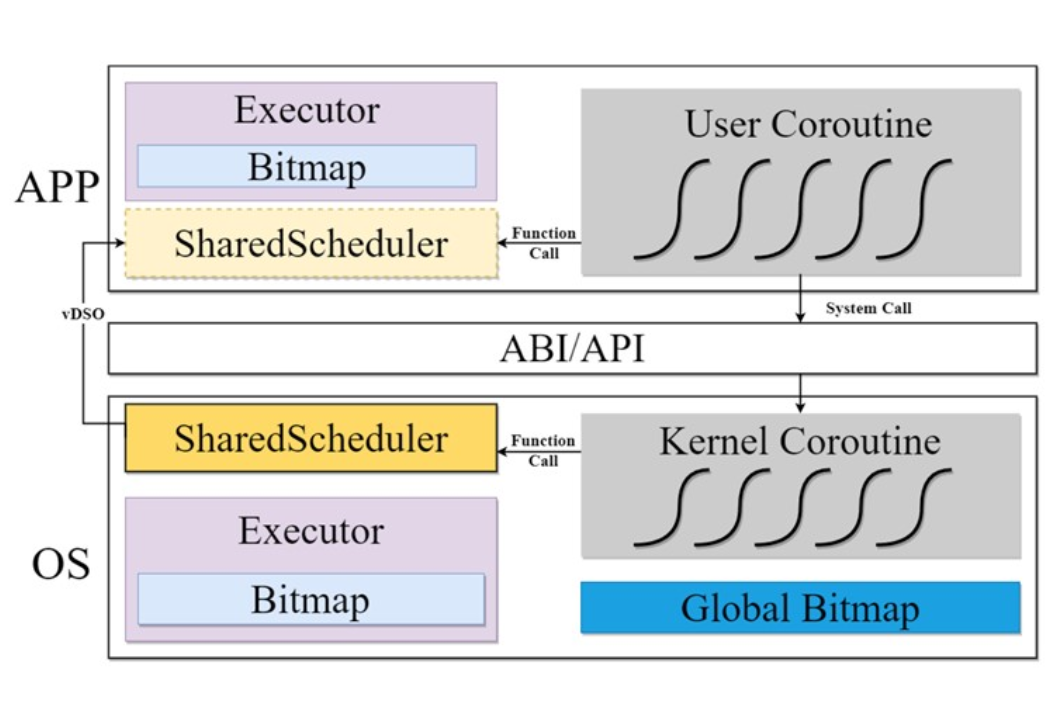 APP
Executor
Bitmap
SharedScheduler
Function
Call
User Coroutine
System Call
vDSO
ABI/API
OS
SharedScheduler
Function
Call
Kernel Coroutine
Executor
Bitmap
Global Bitmap